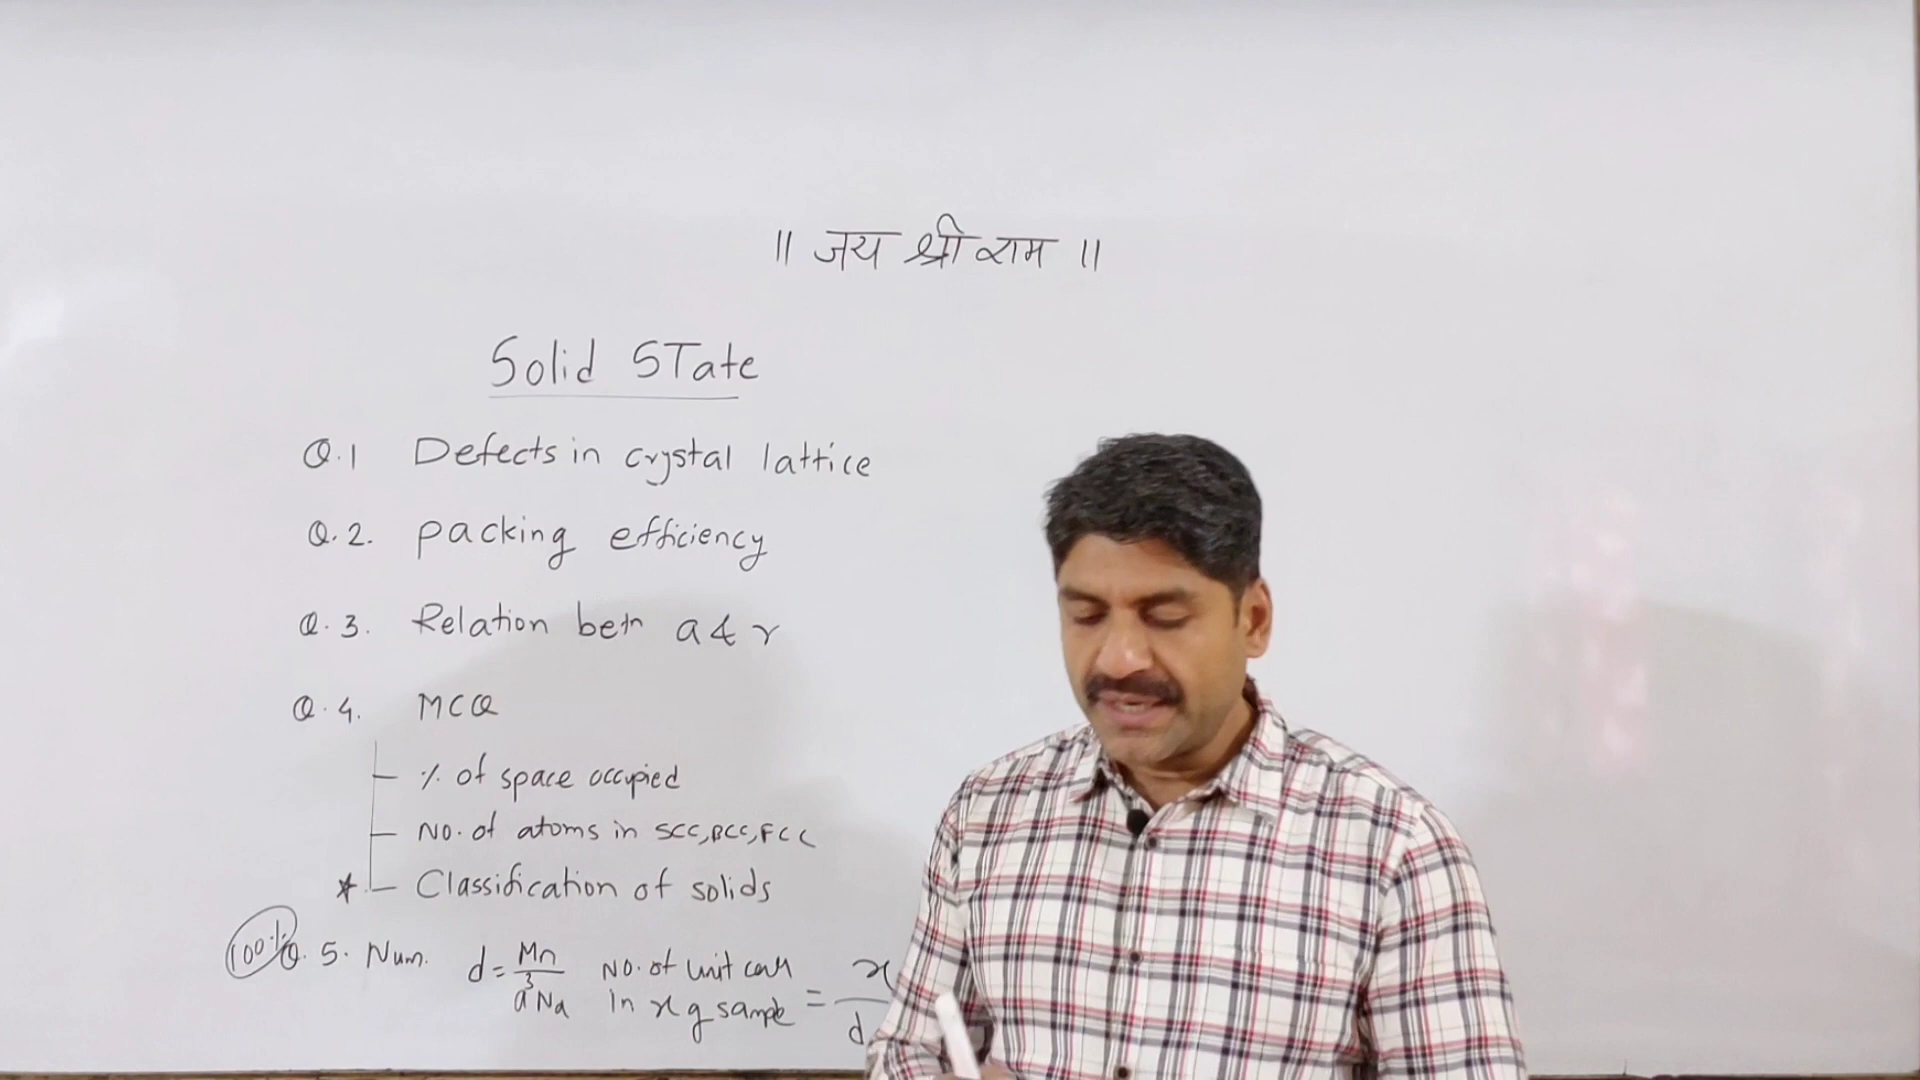 ॥ जय श्री राम ॥
Solid STate
Q.1 Defects in crystal lattice
Q.2. packing efficiency
Q.3. Relation betn a & r
Q.4. MCQ
% of space occupied
No. of atoms in SCC, BCC, FCC
* Classification of solids
100% Q.5. Num. d = Mn / a³Na No. of unit cell in x g sample = x / d